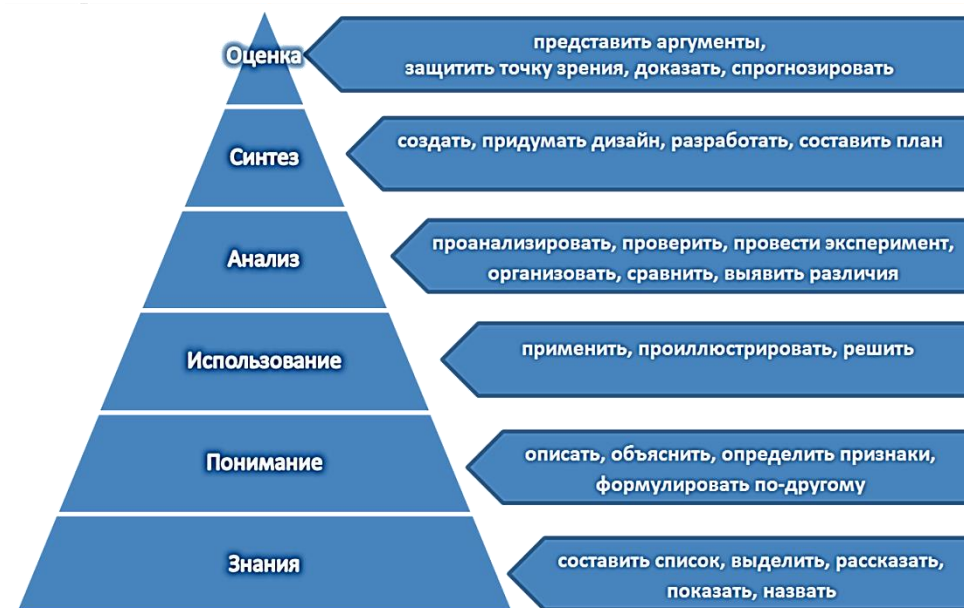 Оценка
представить аргументы,
защитить точку зрения, доказать, спрогнозировать
Синтез
создать, придумать дизайн, разработать, составить план
Анализ
проанализировать, проверить, провести эксперимент,
организовать, сравнить, выявить различия
Использование
применить, проиллюстрировать, решить
Понимание
описать, объяснить, определить признаки,
формулировать по-другому
Знания
составить список, выделить, рассказать,
показать, назвать